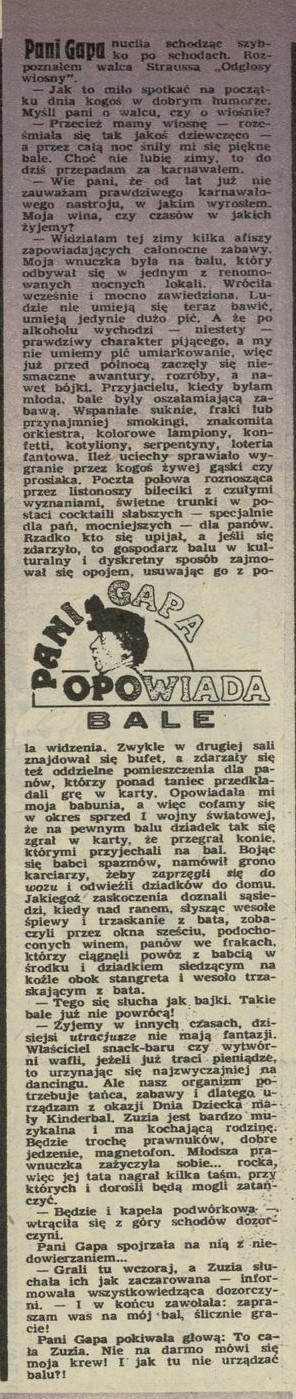 Pani Gapa nuciła schodząc szyb-
ko po schodach. Roz-
poznałem walca Straussa „Odgłosy
wiosny”.
— Jak to miło spotkać na począt-
ku dnia kogoś w dobrym humorze.
Myśli pani o walcu, czy o wiośnie?
— Przecież mamy wiosnę — roze-
śmiała się tak jakoś dziewczęco —
a przez całą noc śniły mi się piękne
bale. Choć nie lubię zimy, to do
dziś przepadam za karnawałem.
— Wie pani, że od lat już nie
zauważam prawdziwego karnawało-
wego nastroju, w jakim wyrosłem.
Moja wina, czy czasów w jakich
żyjemy?
— Widziałam tej zimy kilka afiszy
zapowiadających całonocne zabawy.
Moja wnuczka była na balu, który
odbywał się w jednym z renomo-
wanych nocnych lokali. Wróciła
wcześnie i mocno zawiedziona. Lu-
dzie nie umieją się teraz bawić,
umieją jedynie dużo pić. A że po
alkoholu wychodzi — niestety —
prawdziwy charakter pijącego, a my
nie umiemy pić umiarkowanie, więc
już przed północą zaczęły się nie-
smaczne awantury, rozróby, a na-
wet bójki. Przyjacielu, kiedy byłam
młoda, bale były oszałamiającą za-
bawą. Wspaniałe suknie, fraki lub
przynajmniej smokingi, znakomita
orkiestra, kolorowe lampiony, kon-
fetti, kotyliony, serpentyny, loteria
fantowa. Ileż uciechy sprawiało wy-
granie przez kogoś żywej gąski czy
prosiaka. Poczta polowa roznosząca
przez listonoszy bileciki z czułymi
wyznaniami, świetne trunki w po-
staci cocktaili słabszych — specjalnie
dla pań, mocniejszych — dla panów.
Rzadko kto się upijał, a jeśli się
zdarzyło, to gospodarz balu w kul-
turalny i dyskretny sposób zajmo-
wał się opojem, usuwając go z po-
PANI GAPA
OPOWIADA
BALE
la widzenia. Zwykle w drugiej sali
znajdował się bufet, a zdarzały się
też oddzielne pomieszczenia dla pa-
nów, którzy ponad taniec przedkła-
dali grę w karty. Opowiadała mi
moja babunia, a więc cofamy się
w okres sprzed I wojny światowej,
że na pewnym balu dziadek tak się
zgrał w karty, że przegrał konie,
którymi przyjechali na bal. Bojąc
się babci spazmów, namówił grono
karciarzy, żeby zaprzęgli się do
wozu i odwieźli dziadków do domu.
Jakiegoż zaskoczenia doznali sąsie-
dzi, kiedy nad ranem, słysząc wesołe
śpiewy i trzaskanie z bata, zoba-
czyli przez okna sześciu, podocho-
conych winem, panów we frakach,
którzy ciągnęli powóz z babcią w
środku i dziadkiem siedzącym na
koźle obok stangreta i wesoło trza-
skającym z bata.
— Tego się słucha jak bajki. Takie
bale już nie powrócą!
— Żyjemy w innych czasach, dzi-
siejsi utracjusze nie mają fantazji.
Właściciel snack-baru czy wytwór-
ni wafli, jeżeli już traci pieniądze,
to urzynając się najzwyczajniej na
dancingu. Ale nasz organizm po-
trzebuje tańca, zabawy i dlatego u-
rządzam z okazji Dnia Dziecka ma-
ły Kinderbal. Zuzia jest bardzo mu-
zykalna i ma kochającą rodzinę.
Będzie trochę prawnuków, dobre
jedzenie, magnetofon. Młodsza pra-
wnuczka zażyczyła sobie... rocka,
więc jej tata nagrał kilka taśm, przy
których i dorośli będą mogli zatań-
czyć.
— Będzie i kapela podwórkowa —
wtrąciła się z góry schodów dozor-
czyni.
Pani Gapa spojrzała na nią z nie-
dowierzaniem...
— Grali tu wczoraj, a Zuzia słu-
chała ich jak zaczarowana — infor-
mowała wszystkowiedząca dozorczy-
ni. — I w końcu zawołała: zapra-
szam was na mój bal, ślicznie gra-
cie!
Pani Gapa pokiwała głową: To ca-
ła Zuzia. Nie na darmo mówi się
moja krew! I jak tu nie urządzać
balu?!